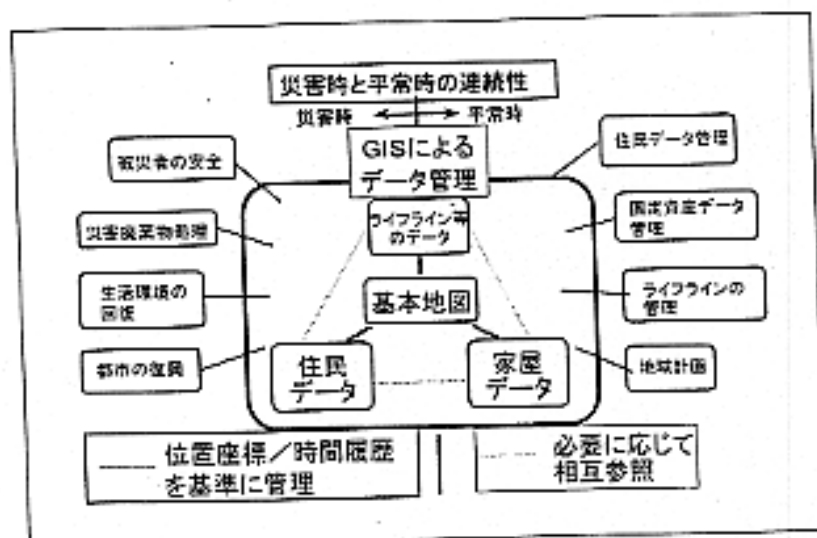 災害時と平常時の連続性
災害時 平常時
GISによる
データ管理
被災者の安全
災害廃棄物処理
生活環境の
回復
都市の復興
住民データ管理
固定資産データ
管理
ライフラインの
管理
地域計画
ライフライン等
のデータ
基本地図
住民
データ
家屋
データ
位置座標/時間履歴
を基準に管理
必要に応じて
相互参照